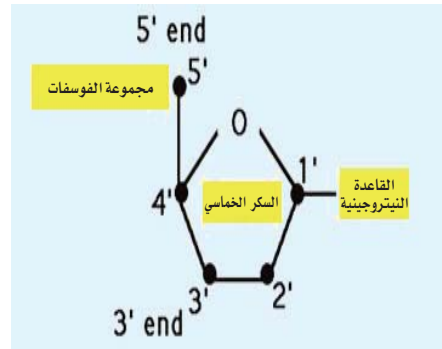 5' end
5'
مجموعة الفوسفات
O
1'
القاعدة
النيتروجينية
4'
السكر الخماسي
3'
2'
3' end